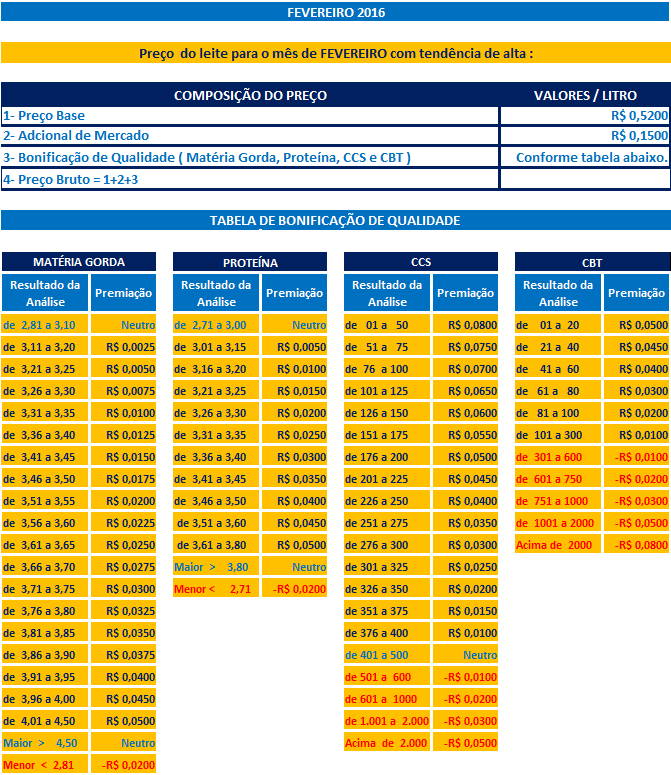 FEVEREIRO 2016
Preço do leite para o mês de FEVEREIRO com tendência de alta :
COMPOSIÇÃO DO PREÇO VALORES / LITRO
1- Preço Base R$ 0,5200
2- Adcional de Mercado R$ 0,1500
3- Bonificação de Qualidade ( Matéria Gorda, Proteína, CCS e CBT ) Conforme tabela abaixo.
4- Preço Bruto = 1+2+3
TABELA DE BONIFICAÇÃO DE QUALIDADE
MATÉRIA GORDA
Resultado da Análise Premiação
de 2,81 a 3,10 Neutro
de 3,11 a 3,20 R$ 0,0025
de 3,21 a 3,25 R$ 0,0050
de 3,26 a 3,30 R$ 0,0075
de 3,31 a 3,35 R$ 0,0100
de 3,36 a 3,40 R$ 0,0125
de 3,41 a 3,45 R$ 0,0150
de 3,46 a 3,50 R$ 0,0175
de 3,51 a 3,55 R$ 0,0200
de 3,56 a 3,60 R$ 0,0225
de 3,61 a 3,65 R$ 0,0250
de 3,66 a 3,70 R$ 0,0275
de 3,71 a 3,75 R$ 0,0300
de 3,76 a 3,80 R$ 0,0325
de 3,81 a 3,85 R$ 0,0350
de 3,86 a 3,90 R$ 0,0375
de 3,91 a 3,95 R$ 0,0400
de 3,96 a 4,00 R$ 0,0450
de 4,01 a 4,50 R$ 0,0500
Maior > 4,50 Neutro
Menor < 2,81 -R$ 0,0200
PROTEÍNA
Resultado da Análise Premiação
de 2,71 a 3,00 Neutro
de 3,01 a 3,15 R$ 0,0050
de 3,16 a 3,20 R$ 0,0100
de 3,21 a 3,25 R$ 0,0150
de 3,26 a 3,30 R$ 0,0200
de 3,31 a 3,35 R$ 0,0250
de 3,36 a 3,40 R$ 0,0300
de 3,41 a 3,45 R$ 0,0350
de 3,46 a 3,50 R$ 0,0400
de 3,51 a 3,60 R$ 0,0450
de 3,61 a 3,80 R$ 0,0500
Maior > 3,80 Neutro
Menor < 2,71 -R$ 0,0200
CCS
Resultado da Análise Premiação
de 01 a 50 R$ 0,0800
de 51 a 75 R$ 0,0750
de 76 a 100 R$ 0,0700
de 101 a 125 R$ 0,0650
de 126 a 150 R$ 0,0600
de 151 a 175 R$ 0,0550
de 176 a 200 R$ 0,0500
de 201 a 225 R$ 0,0450
de 226 a 250 R$ 0,0400
de 251 a 275 R$ 0,0350
de 276 a 300 R$ 0,0300
de 301 a 325 R$ 0,0250
de 326 a 350 R$ 0,0200
de 351 a 375 R$ 0,0150
de 376 a 400 R$ 0,0100
de 401 a 500 Neutro
de 501 a 600 -R$ 0,0100
de 601 a 1000 -R$ 0,0200
de 1.001 a 2.000 -R$ 0,0300
Acima de 2.000 -R$ 0,0500
CBT
Resultado da Análise Premiação
de 01 a 20 R$ 0,0500
de 21 a 40 R$ 0,0450
de 41 a 60 R$ 0,0400
de 61 a 80 R$ 0,0300
de 81 a 100 R$ 0,0200
de 101 a 300 R$ 0,0100
de 301 a 600 -R$ 0,0100
de 601 a 750 -R$ 0,0200
de 751 a 1000 -R$ 0,0300
de 1001 a 2000 -R$ 0,0500
Acima de 2000 -R$ 0,0800